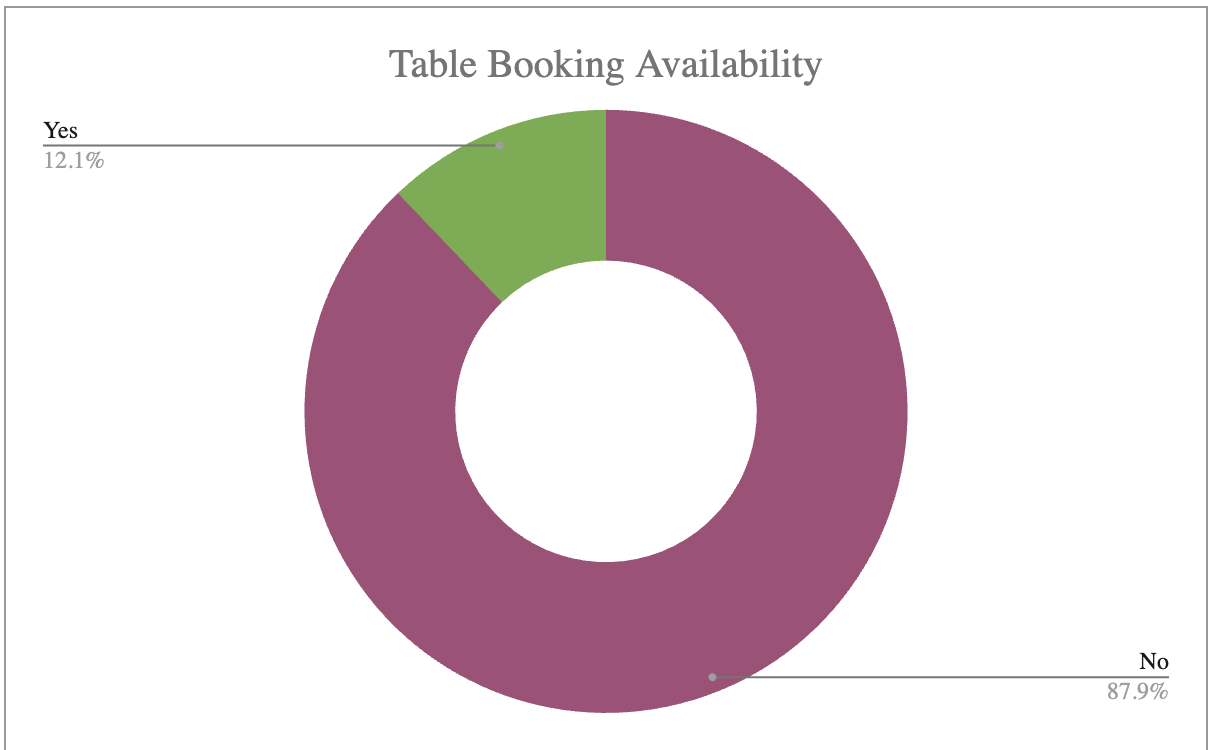 Table Booking Availability
Yes
12.1%
No
87.9%